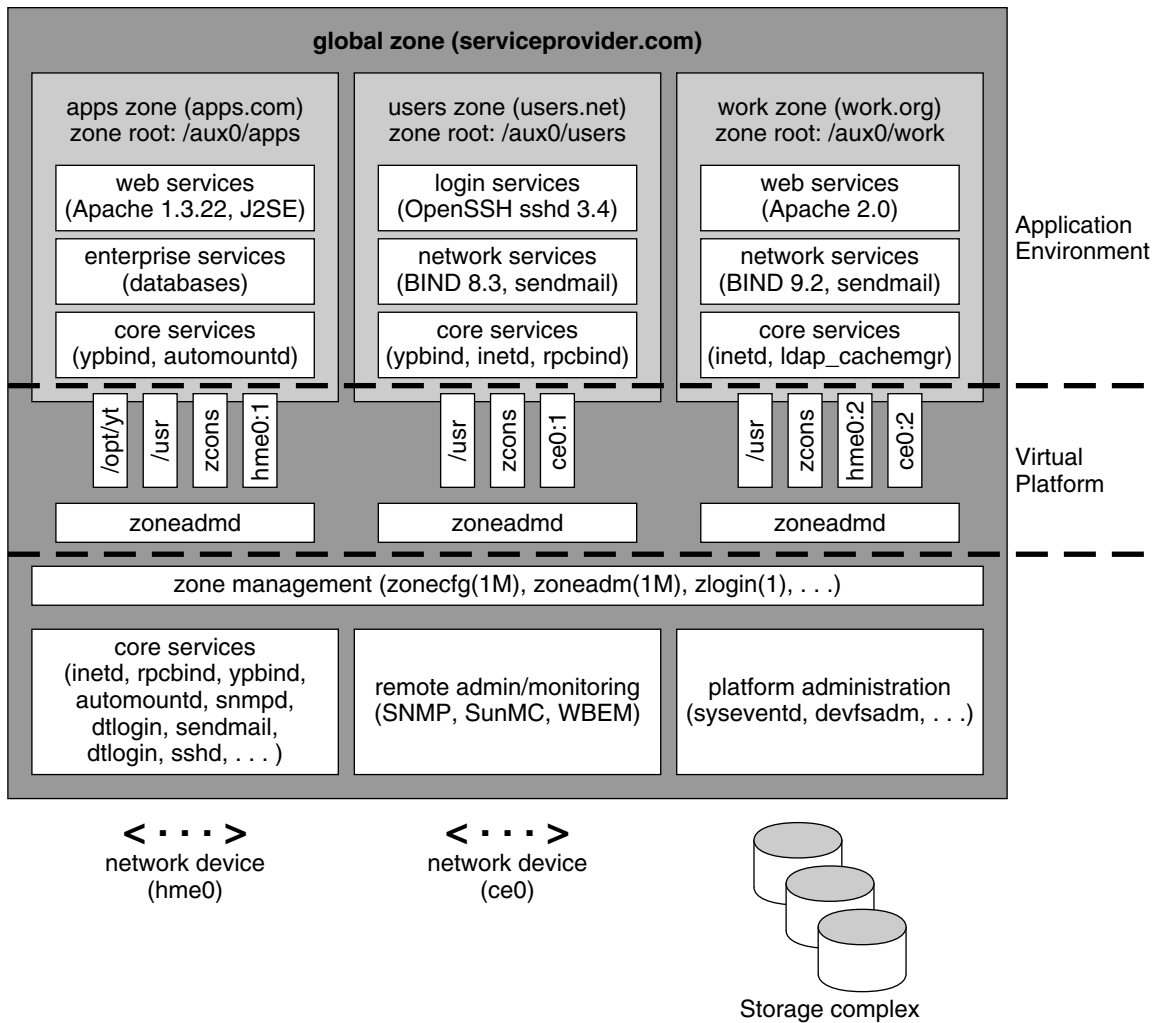 global zone (serviceprovider.com)
apps zone (apps.com)
zone root: /aux0/apps
web services
(Apache 1.3.22, J2SE)
enterprise services
(databases)
core services
(ypbind, automountd)
users zone (users.net)
zone root: /aux0/users
login services
(OpenSSH sshd 3.4)
network services
(BIND 8.3, sendmail)
core services
(ypbind, inetd, rpcbind)
work zone (work.org)
zone root: /aux0/work
web services
(Apache 2.0)
network services
(BIND 9.2, sendmail)
core services
(inetd, ldap_cachemgr)
Application
Environment
/opt/yt
/usr
zcons
hme0:1
/usr
zcons
ce0:1
/usr
zcons
hme0:2
ce0:2
Virtual
Platform
zoneadmd
zoneadmd
zoneadmd
zone management (zonecfg(1M), zoneadm(1M), zlogin(1), . . .)
core services
(inetd, rpcbind, ypbind,
automountd, snmpd,
dtlogin, sendmail,
dtlogin, sshd, . . . )
remote admin/monitoring
(SNMP, SunMC, WBEM)
platform administration
(syseventd, devfsadm, . . .)
< · · · >
network device
(hme0)
< · · · >
network device
(ce0)
Storage complex